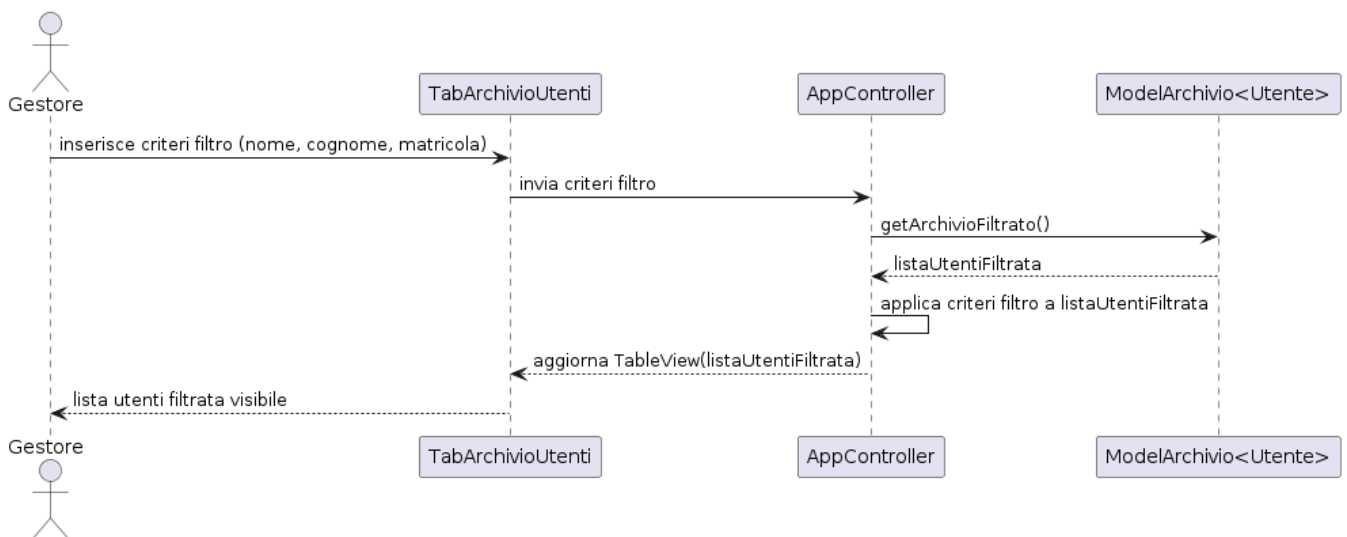 Gestore
TabArchivioUtenti
AppController
ModelArchivio<Utente>
inserisce criteri filtro (nome, cognome, matricola)
invia criteri filtro
getArchivioFiltrato()
listaUtentiFiltrata
applica criteri filtro a listaUtentiFiltrata
aggiorna TableView(listaUtentiFiltrata)
lista utenti filtrata visibile
Gestore
TabArchivioUtenti
AppController
ModelArchivio<Utente>